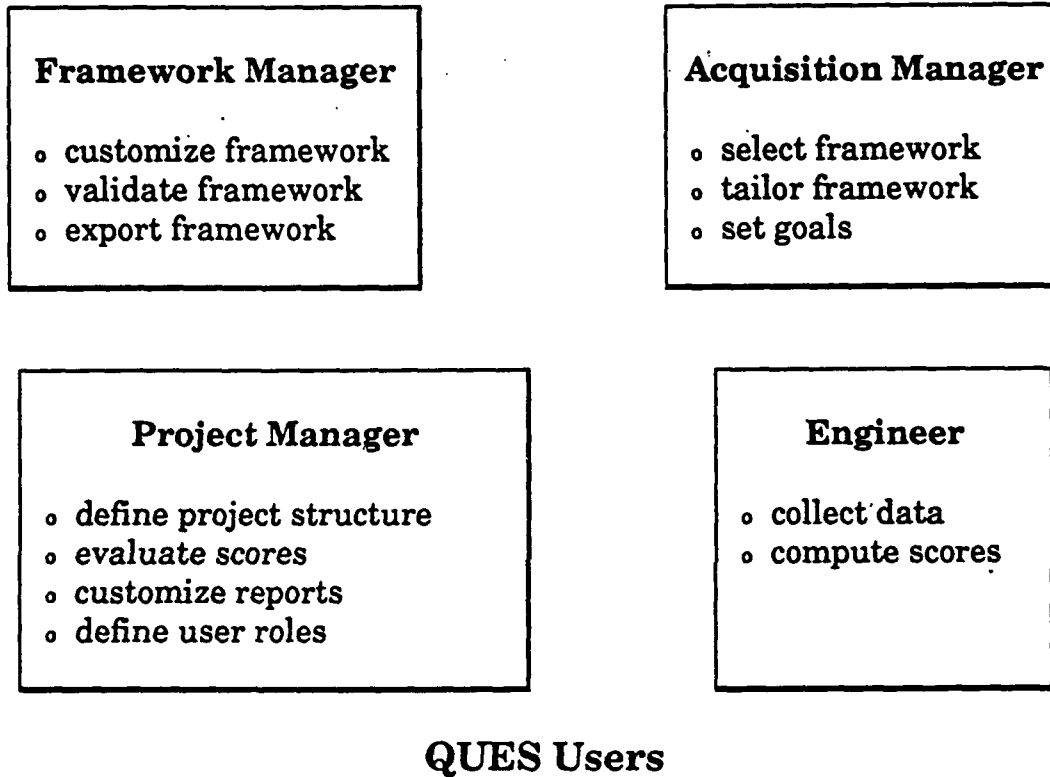 Framework Manager
o customize framework
o validate framework
o export framework
Acquisition Manager
o select framework
o tailor framework
o set goals
Project Manager
o define project structure
o evaluate scores
o customize reports
o define user roles
Engineer
o collect data
o compute scores
QUES Users